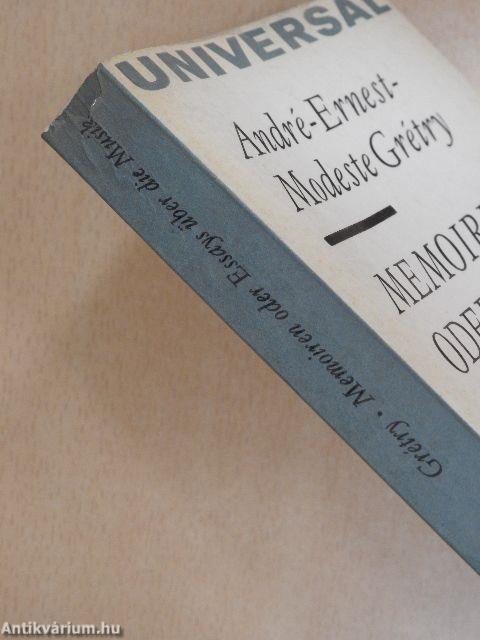 UNIVERSAL
André-Ernest-
Modeste Grétry
MEMOIR
ODE
Grétry · Memoiren oder Essays über die Musik
Antikvárium.hu